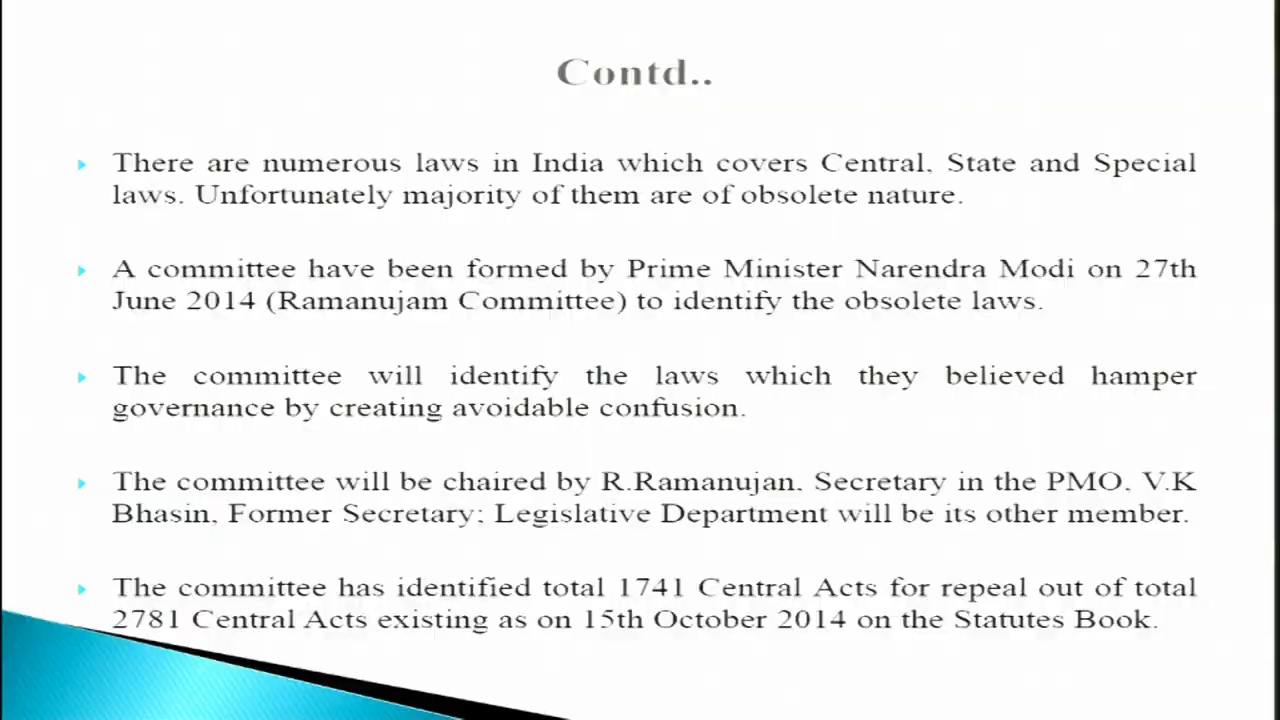 Contd..
There are numerous laws in India which covers Central, State and Special
laws. Unfortunately majority of them are of obsolete nature.
A committee have been formed by Prime Minister Narendra Modi on 27th
June 2014 (Ramanujam Committee) to identify the obsolete laws.
The committee will identify the laws which they believed hamper
governance by creating avoidable confusion.
The committee will be chaired by R.Ramanujan, Secretary in the PMO, V.K
Bhasin, Former Secretary; Legislative Department will be its other member.
The committee has identified total 1741 Central Acts for repeal out of total
2781 Central Acts existing as on 15th October 2014 on the Statutes Book.